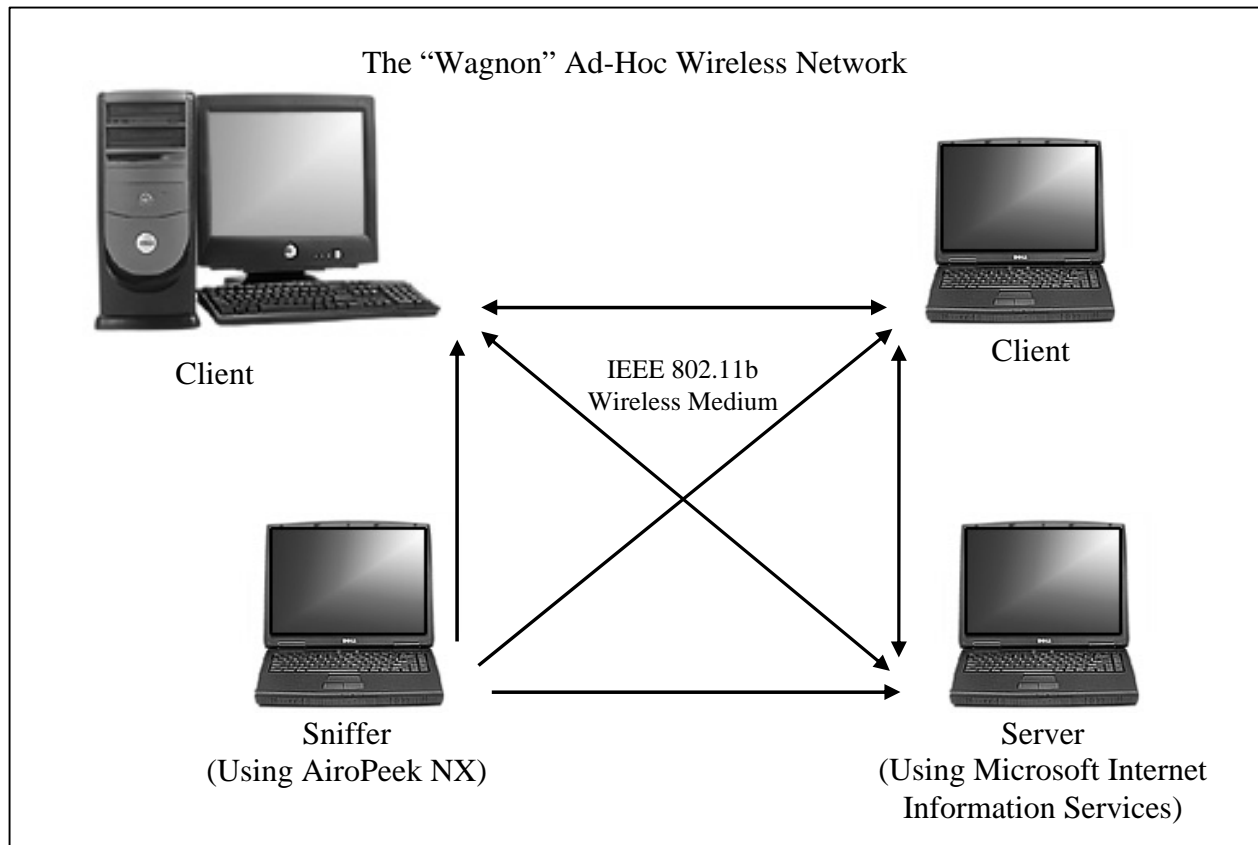 The “Wagnon” Ad-Hoc Wireless Network
Client
Client
IEEE 802.11b
Wireless Medium
Sniffer
(Using AiroPeek NX)
Server
(Using Microsoft Internet
Information Services)